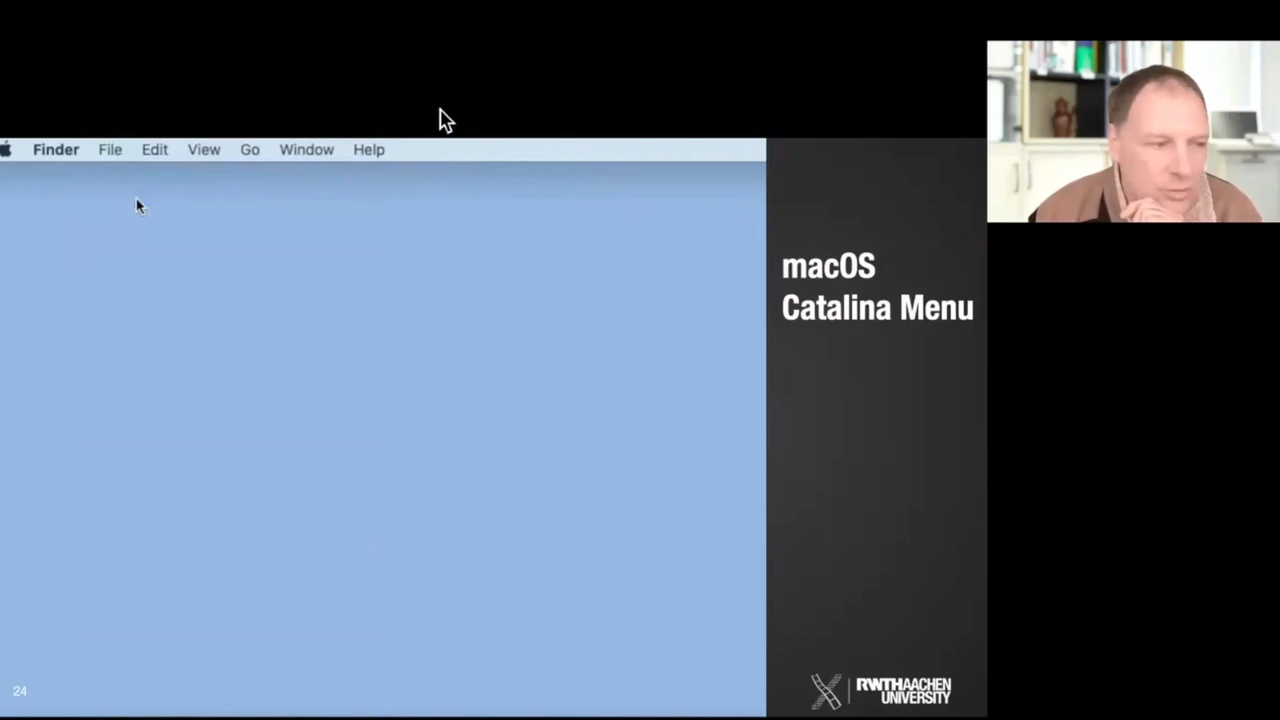 Finder File Edit View Go Window Help
macOS
Catalina Menu
24
RWTHAACHEN
UNIVERSITY